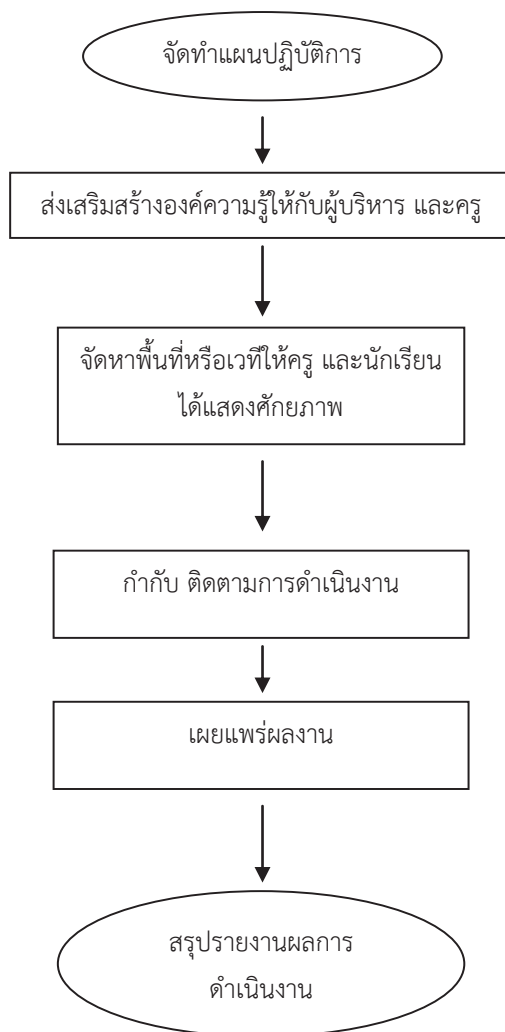 จัดทำแผนปฏิบัติการ
ส่งเสริมสร้างองค์ความรู้ให้กับผู้บริหาร และครู
จัดหาพื้นที่หรือเวทีให้ครู และนักเรียน
ได้แสดงศักยภาพ
กำกับ ติดตามการดำเนินงาน
เผยแพร่ผลงาน
สรุปรายงานผลการ
ดำเนินงาน